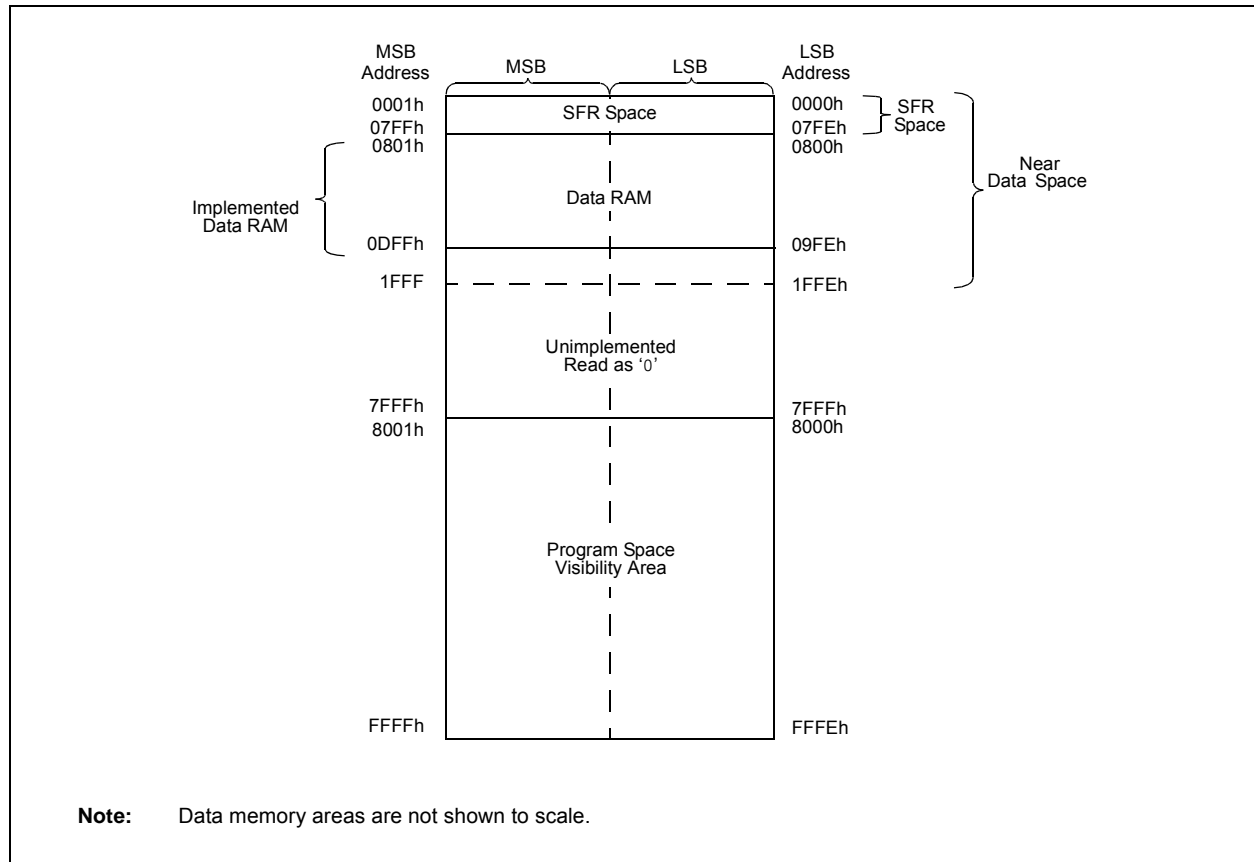 MSB
Address
MSB
LSB
LSB
Address
0001h
SFR Space
0000h
SFR
Space
07FFh
07FEh
0801h
0800h
Near
Data Space
Implemented
Data RAM
Data RAM
0DFFh
09FEh
1FFF
1FFEh
Unimplemented
Read as ‘0’
7FFFh
7FFFh
8001h
8000h
Program Space
Visibility Area
FFFFh
FFFEh
Note: Data memory areas are not shown to scale.